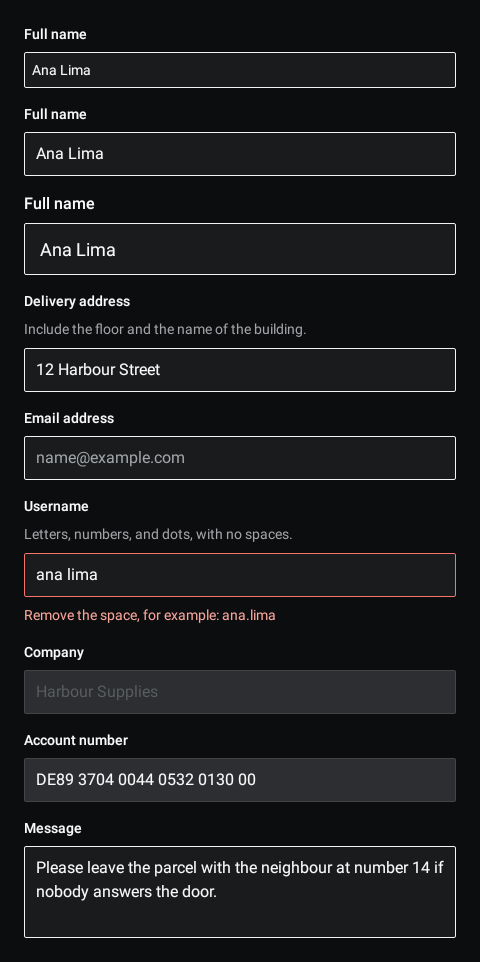 Full name
Ana Lima
Full name
Ana Lima
Full name
Ana Lima
Delivery address
Include the floor and the name of the building.
12 Harbour Street
Email address
name@example.com
Username
Letters, numbers, and dots, with no spaces.
ana lima
Remove the space, for example: ana.lima
Company
Harbour Supplies
Account number
DE89 3704 0044 0532 0130 00
Message
Please leave the parcel with the neighbour at number 14 if
nobody answers the door.